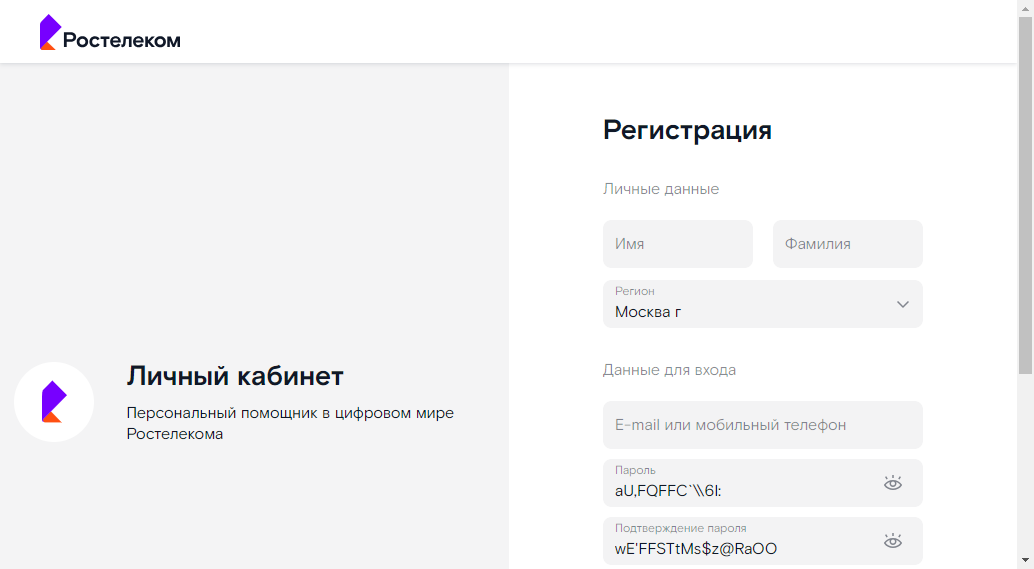 Ростелеком
Регистрация
Личные данные
Имя
Фамилия
Регион
Москва г
Данные для входа
E-mail или мобильный телефон
Пароль
aU,FQFFC`\\6I:
Подтверждение пароля
wE'FFSTtMs$z@RaOO
Личный кабинет
Персональный помощник в цифровом мире
Ростелекома